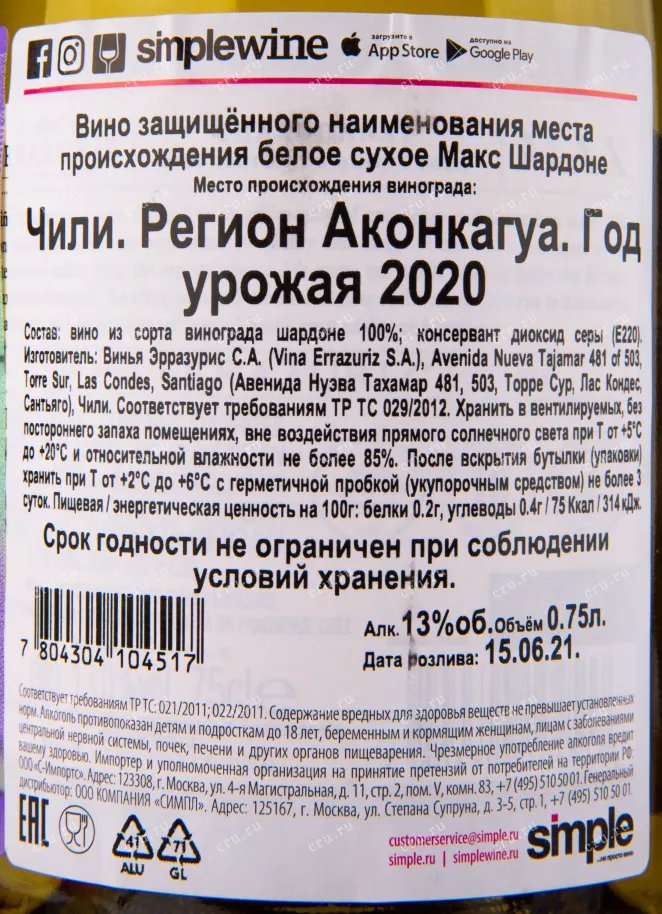 simplewine загрузите в App Store доступно на Google Play
Вино защищённого наименования места
происхождения белое сухое Макс Шардоне
Место происхождения винограда:
Чили. Регион Аконкагуа. Год
урожая 2020
Состав: вино из сорта винограда шардоне 100%; консервант диоксид серы (E220).
Изготовитель: Винья Эрразурис С.А. (Vina Errazuriz S.A.), Avenida Nueva Tajamar 481 of 503,
Torre Sur, Las Condes, Santiago (Авенида Нуэва Тахамар 481, 503, Торре Сур, Лас Кондес,
Сантьяго), Чили. Соответствует требованиям ТР ТС 029/2012. Хранить в вентилируемых, без
постороннего запаха помещениях, вне воздействия прямого солнечного света при Т от +5°С
до +20°С и относительной влажности не более 85%. После вскрытия бутылки (упаковки)
хранить при Т от +2°С до +6°С с герметичной пробкой (укупорочным средством) не более 3
суток. Пищевая / энергетическая ценность на 100г: белки 0.2г, углеводы 0.4г / 75 Ккал / 314 кДж.
Срок годности не ограничен при соблюдении
условий хранения.
Алк. 13%об. Объём 0.75л.
7 804304 104517
Дата розлива: 15.06.21.
Соответствует требованиям ТР ТС: 021/2011; 022/2011. Содержание вредных для здоровья веществ не превышает установленных
норм. Алкоголь противопоказан детям и подросткам до 18 лет, беременным и кормящим женщинам, лицам с заболеваниями
центральной нервной системы, почек, печени и других органов пищеварения. Чрезмерное употребление алкоголя вредит
вашему здоровью. Импортер и уполномоченная организация на принятие претензий от потребителей на территории РФ:
ООО «С-Импортс». Адрес: 123308, г. Москва, ул. 4-я Магистральная, д. 11, стр. 2, пом. V, комн. 83, +7 (495) 510 50 01. Генеральный
дистрибьютор: ООО КОМПАНИЯ «СИМПЛ». Адрес: 125167, г. Москва, ул. Степана Супруна, д. 3-5, стр. 1, +7 (495) 510 50 01
EAC 41 ALU 71 GL
customerservice@simple.ru
simple.ru | simplewine.ru
simple
...не просто вино